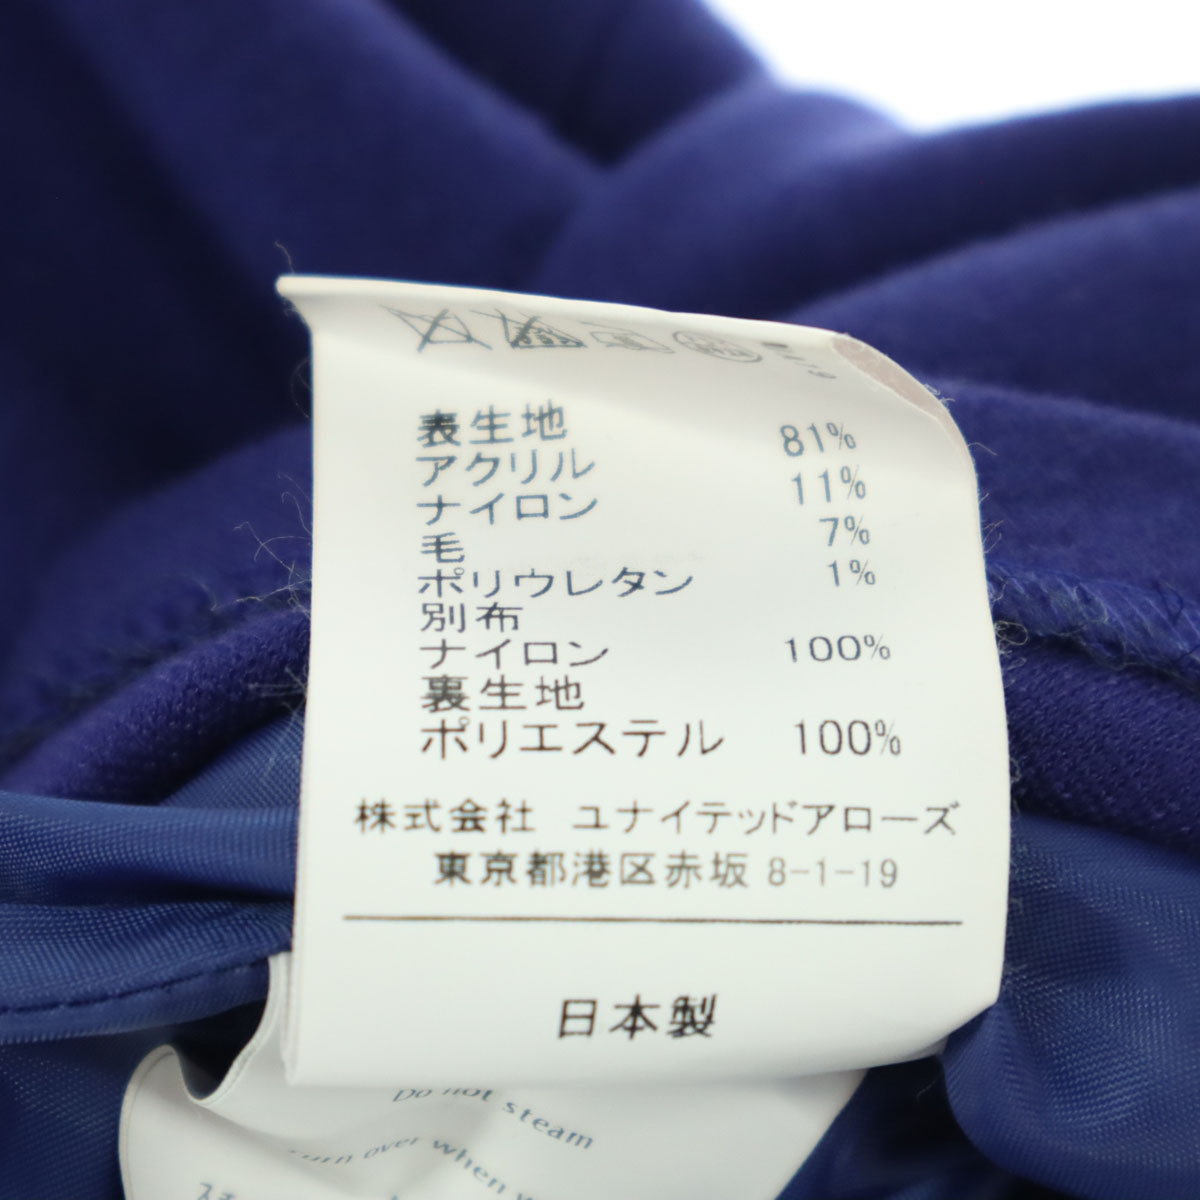 表生地
アクリル 81%
ナイロン 11%
毛 7%
ポリウレタン 1%
別布
ナイロン 100%
裏生地
ポリエステル 100%
株式会社 ユナイテッドアローズ
東京都港区赤坂 8-1-19
日本製
Do not steam
Turn over when